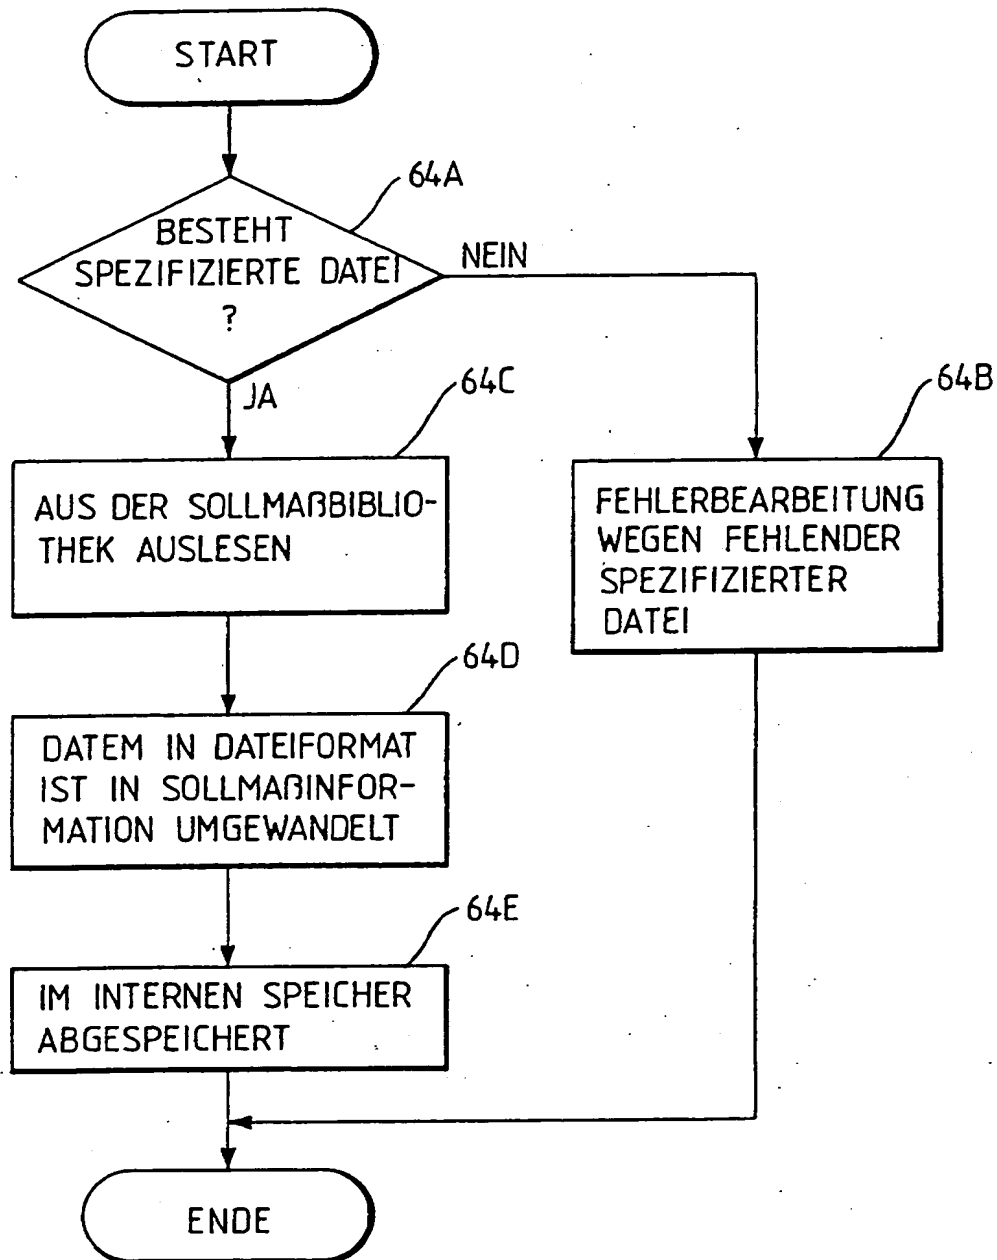 START
64A
BESTEHT
SPEZIFIZIERTE DATEI
?
NEIN
JA
64C
64B
AUS DER SOLLMAßBIBLIO-
THEK AUSLESEN
FEHLERBEARBEITUNG
WEGEN FEHLENDER
SPEZIFIZIERTER
DATEI
64D
DATEM IN DATEIFORMAT
IST IN SOLLMAßINFOR-
MATION UMGEWANDELT
64E
IM INTERNEN SPEICHER
ABGESPEICHERT
ENDE